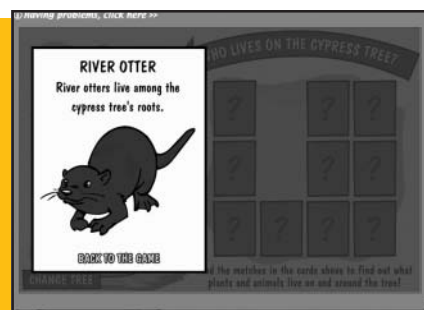 having problems, click here >>
WHO LIVES ON THE CYPRESS TREE?
RIVER OTTER
River otters live among the
cypress tree's roots.
? ? ?
? ? ?
? ? ? ?
BACK TO THE GAME
CHANGE TREE
d the matches in the cards above to find out what
plants and animals live on and around the tree!